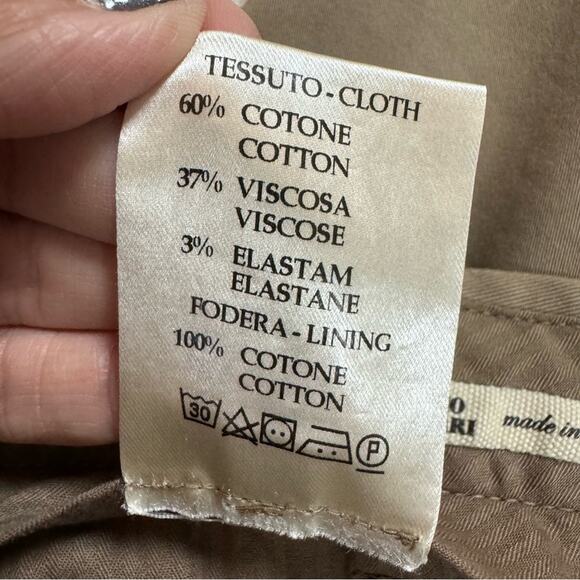 TESSUTO-CLOTH
60% COTONE
COTTON
37% VISCOSA
VISCOSE
3% ELASTAM
ELASTANE
FODERA-LINING
100% COTONE
COTTON
30
P
made in